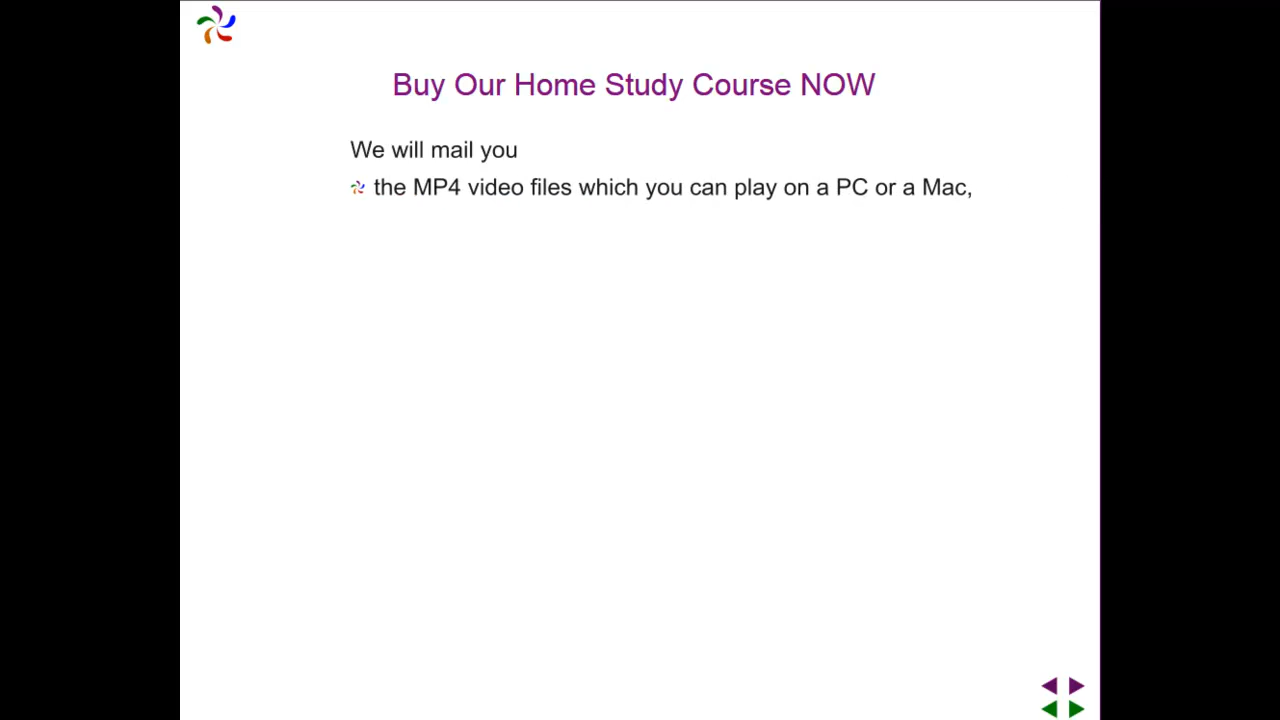 Buy Our Home Study Course NOW
We will mail you
the MP4 video files which you can play on a PC or a Mac,